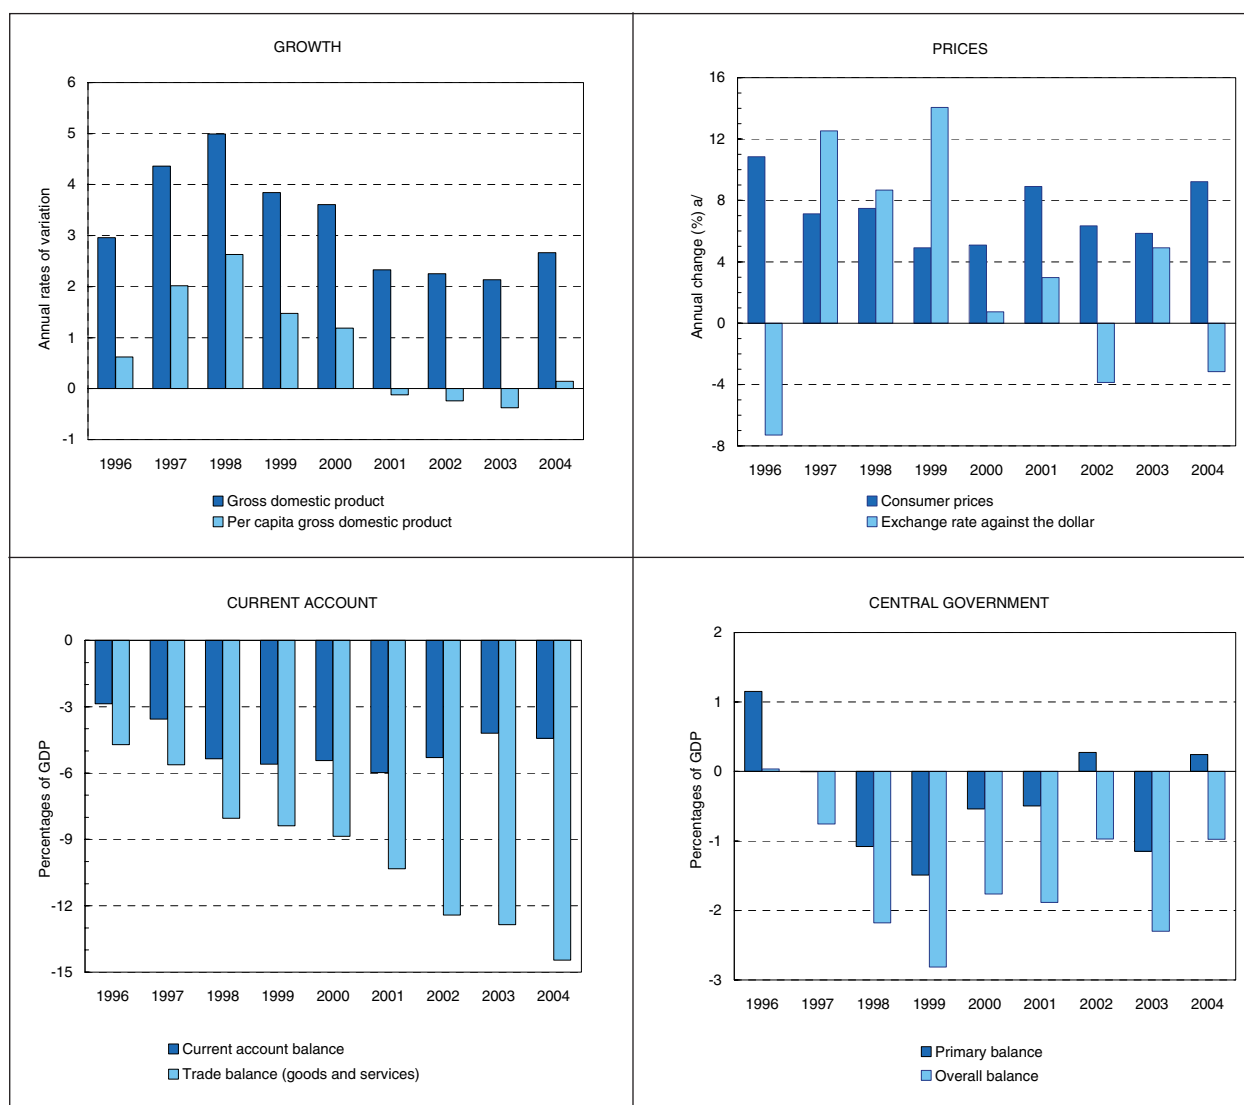 GROWTH
Annual rates of variation
6
5
4
3
2
1
0
-1
1996 1997 1998 1999 2000 2001 2002 2003 2004
Gross domestic product
Per capita gross domestic product
PRICES
Annual change (%) a/
16
12
8
4
0
-4
-8
1996 1997 1998 1999 2000 2001 2002 2003 2004
Consumer prices
Exchange rate against the dollar
CURRENT ACCOUNT
Percentages of GDP
0
-3
-6
-9
-12
-15
1996 1997 1998 1999 2000 2001 2002 2003 2004
Current account balance
Trade balance (goods and services)
CENTRAL GOVERNMENT
Percentages of GDP
2
1
0
-1
-2
-3
1996 1997 1998 1999 2000 2001 2002 2003 2004
Primary balance
Overall balance